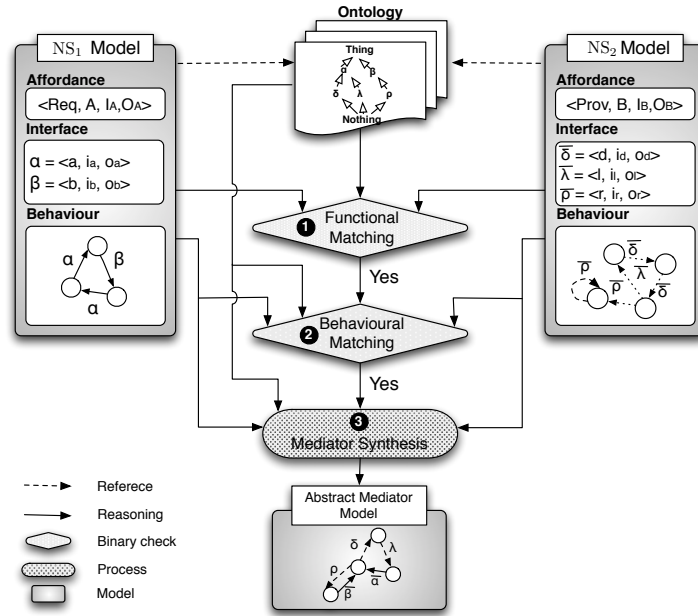 Ontology
NS1 Model
Affordance
<Req, A, IA,OA>
Interface
α = <a, ia, oa>
β = <b, ib, ob>
Behaviour
α
β
α
Thing
α
β
δ
λ
ρ
Nothing
NS2 Model
Affordance
<Prov, B, IB,OB>
Interface
δ̅ = <d, id, od>
λ̅ = <l, il, ol>
ρ̅ = <r, ir, or>
Behaviour
δ̅
ρ̅
λ̅
ρ̅
δ̅
1
Functional
Matching
Yes
2
Behavioural
Matching
Yes
3
Mediator Synthesis
Abstract Mediator
Model
δ
λ
ρ
α̅
β̅
Referece
Reasoning
Binary check
Process
Model